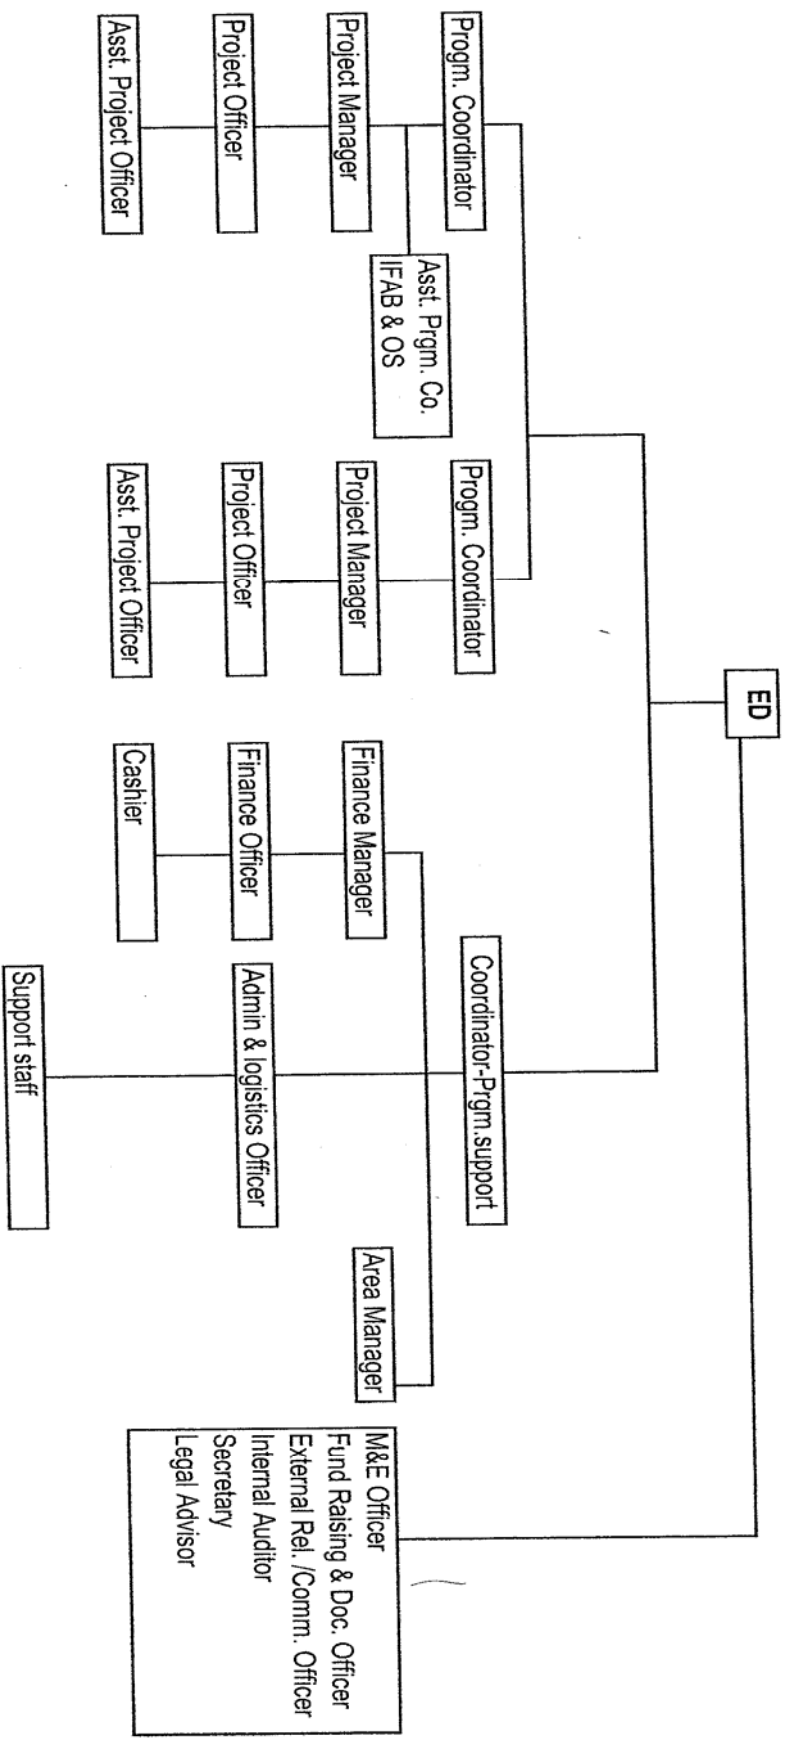 ED
Progm. Coordinator
Progm. Coordinator
Coordinator-Prgm.support
Asst. Prgm. Co.
IFAB & OS
Project Manager
Project Manager
Finance Manager
Area Manager
Project Officer
Project Officer
Finance Officer
Admin & logistics Officer
Asst. Project Officer
Asst. Project Officer
Cashier
Support staff
M&E Officer
Fund Raising & Doc. Officer
External Rel. /Comm. Officer
Internal Auditor
Secretary
Legal Advisor